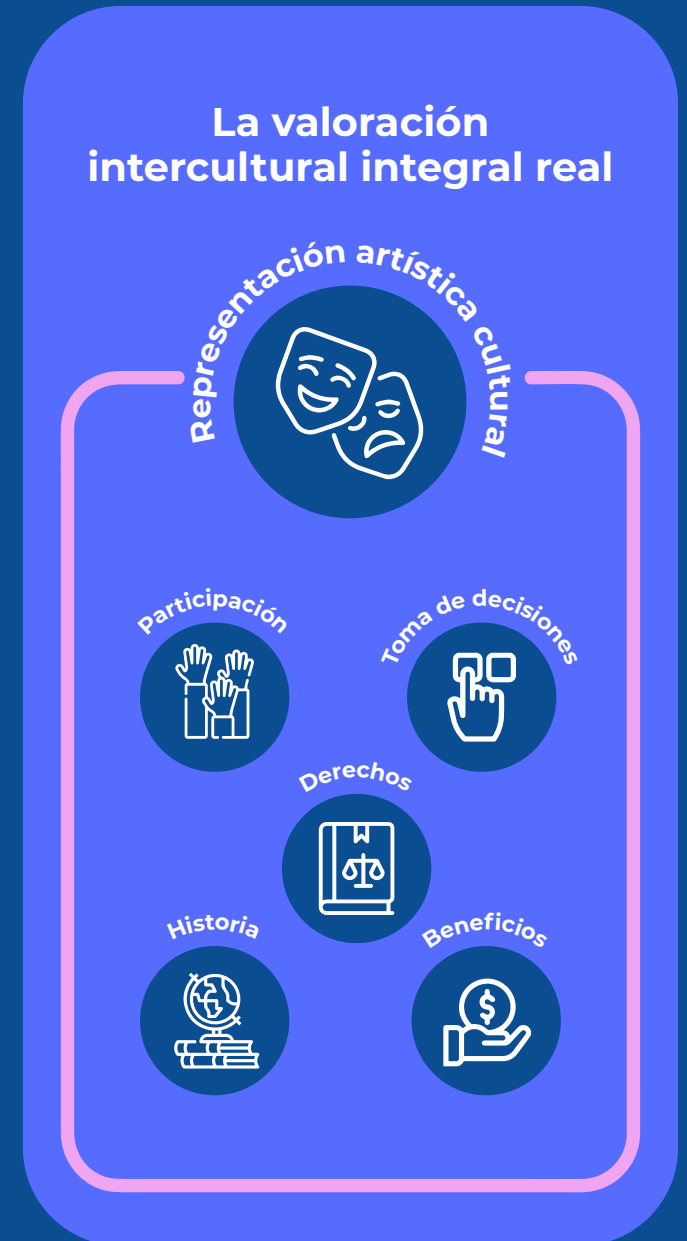 La valoración
intercultural integral real
Representación artística cultural
Participación
Toma de decisiones
Derechos
Historia
Beneficios
$